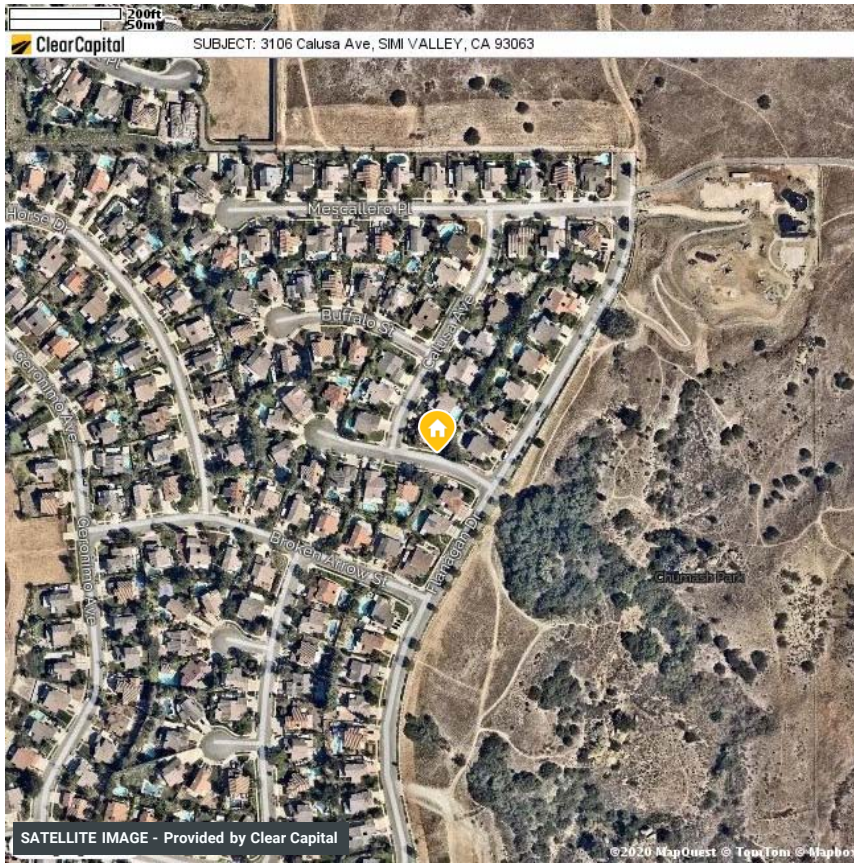 200ft
50m
ClearCapital
SUBJECT: 3106 Calusa Ave, SIMI VALLEY, CA 93063
Pl
Mescallero Pl
Horse Dr
Buffalo St
Calusa Ave
Geronimo Ave
Geronimo Ave
Broken Arrow St
Flanagan Dr
Chumash Park
SATELLITE IMAGE - Provided by Clear Capital
©2020 MapQuest © TomTom © Mapbox